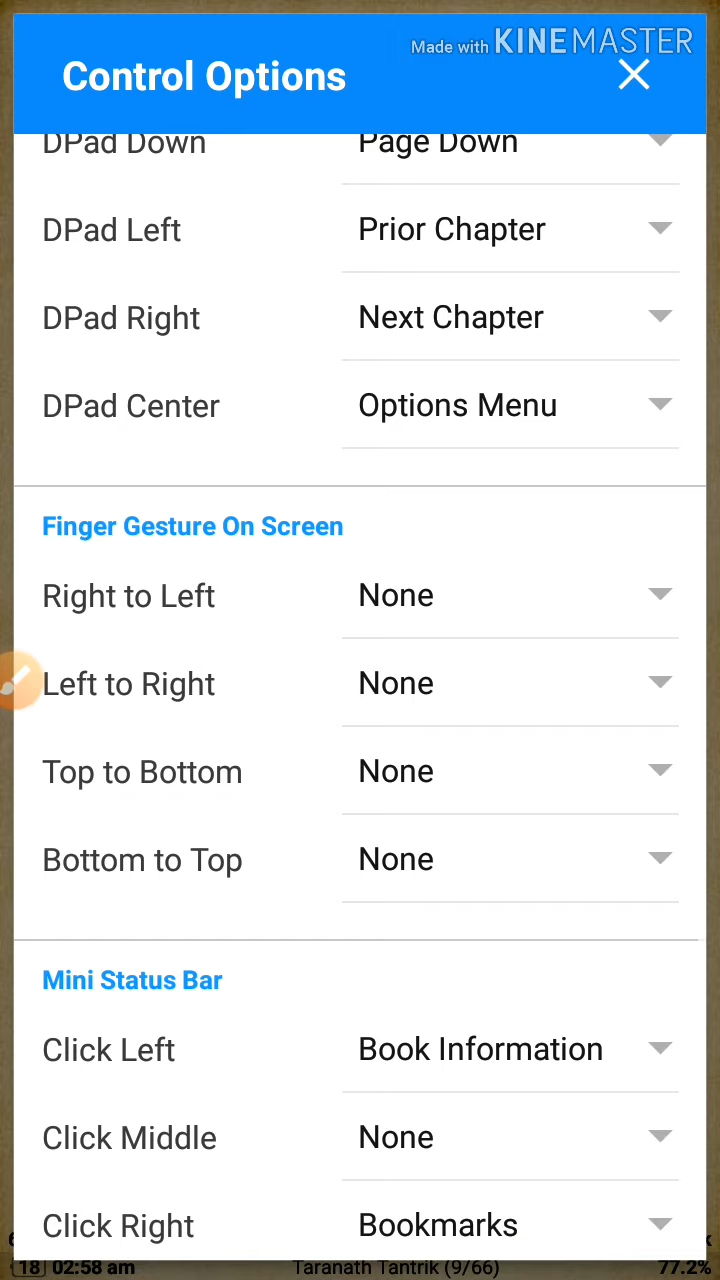 Made with KINEMASTER
Control Options
DPad Down Page Down
DPad Left Prior Chapter
DPad Right Next Chapter
DPad Center Options Menu
Finger Gesture On Screen
Right to Left None
Left to Right None
Top to Bottom None
Bottom to Top None
Mini Status Bar
Click Left Book Information
Click Middle None
Click Right Bookmarks
18 02:58 am Taranath Tantrik (9/66) 77.2%